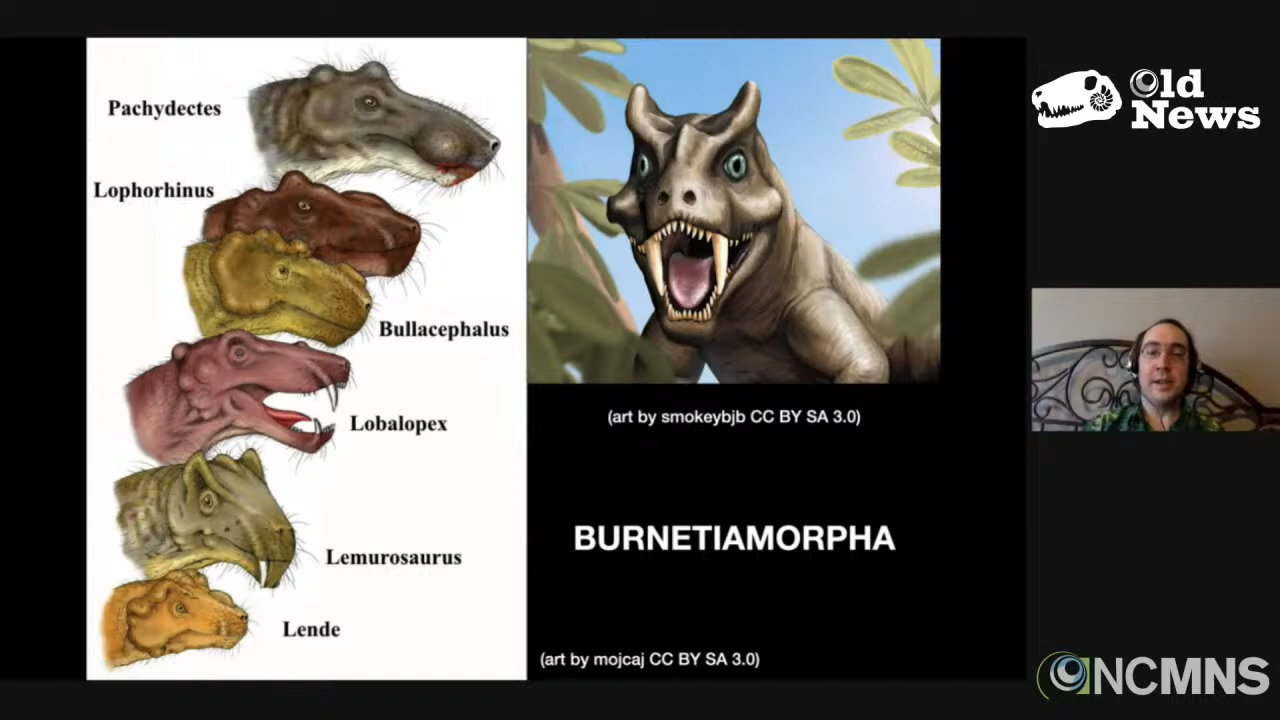 Pachydectes
Lophorhinus
Bullacephalus
Lobalopex
Lemurosaurus
Lende
(art by smokeybjb CC BY SA 3.0)
BURNETIAMORPHA
(art by mojcaj CC BY SA 3.0)
Old
News
NCMNS